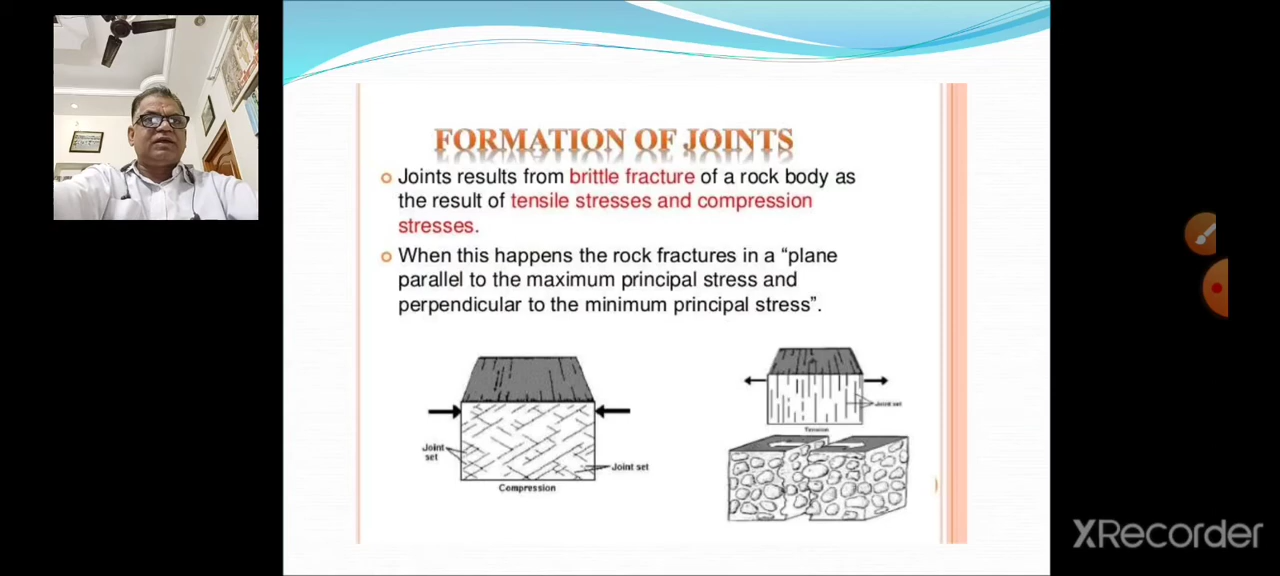 FORMATION OF JOINTS
Joints results from brittle fracture of a rock body as
the result of tensile stresses and compression
stresses.
When this happens the rock fractures in a “plane
parallel to the maximum principal stress and
perpendicular to the minimum principal stress”.
Joint
set
Joint set
Compression
Joint set
Tension
XRecorder